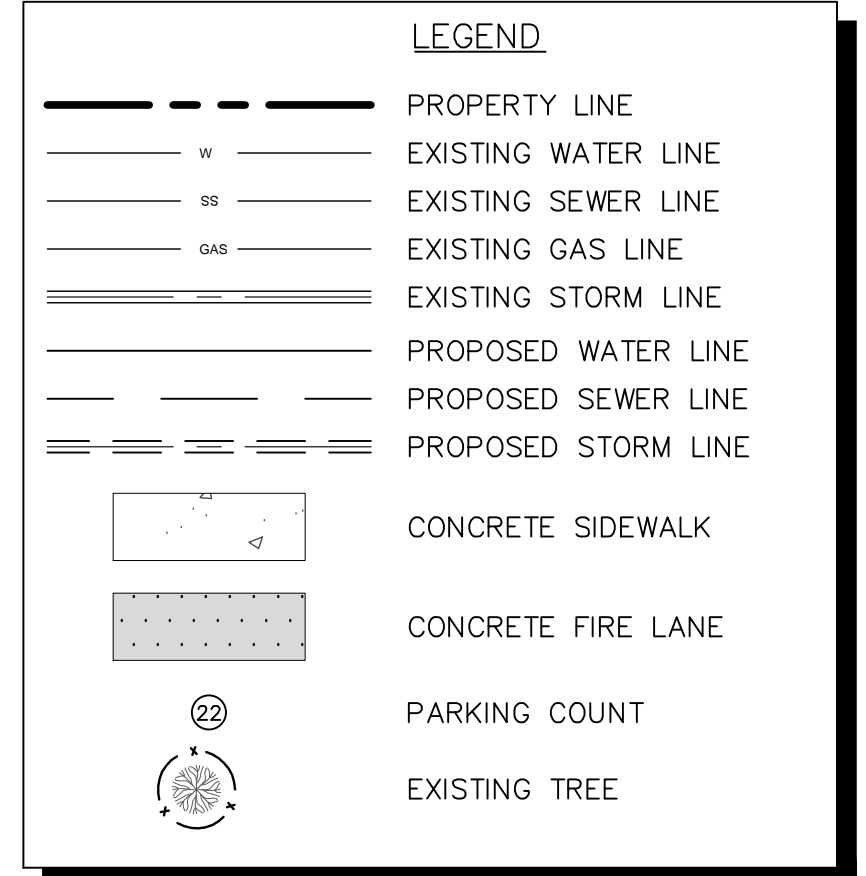 LEGEND
PROPERTY LINE
W EXISTING WATER LINE
SS EXISTING SEWER LINE
GAS EXISTING GAS LINE
EXISTING STORM LINE
PROPOSED WATER LINE
PROPOSED SEWER LINE
PROPOSED STORM LINE
CONCRETE SIDEWALK
CONCRETE FIRE LANE
22 PARKING COUNT
EXISTING TREE